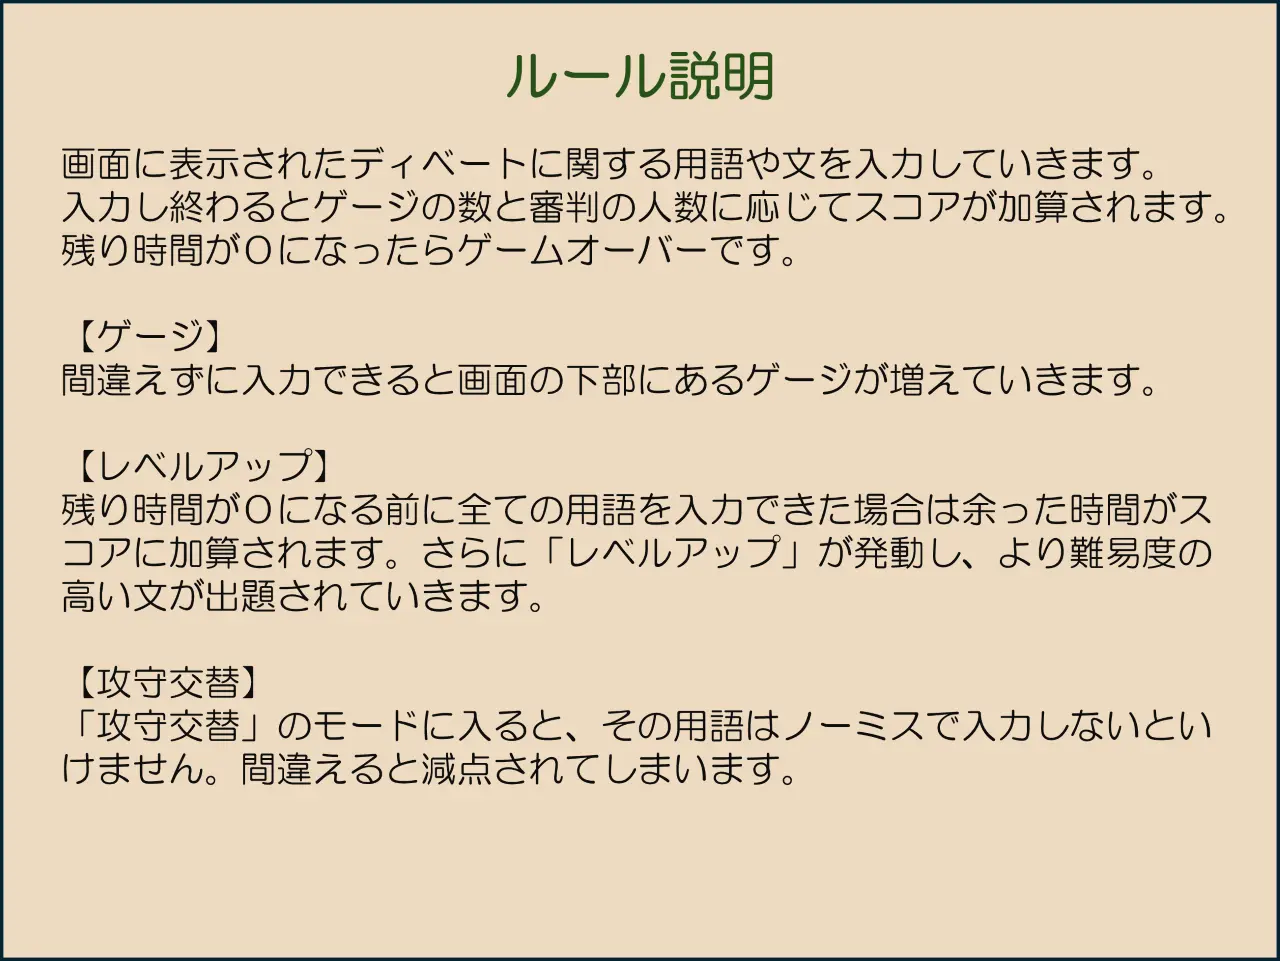 ルール説明
画面に表示されたディベートに関する用語や文を入力していきます。
入力し終わるとゲージの数と審判の人数に応じてスコアが加算されます。
残り時間が０になったらゲームオーバーです。
【ゲージ】
間違えずに入力できると画面の下部にあるゲージが増えていきます。
【レベルアップ】
残り時間が０になる前に全ての用語を入力できた場合は余った時間がス
コアに加算されます。さらに「レベルアップ」が発動し、より難易度の
高い文が出題されていきます。
【攻守交替】
「攻守交替」のモードに入ると、その用語はノーミスで入力しないとい
けません。間違えると減点されてしまいます。